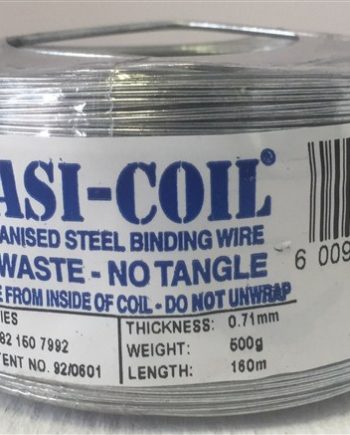 ASI-COIL®
ANISED STEEL BINDING WIRE
WASTE - NO TANGLE
E FROM INSIDE OF COIL - DO NOT UNWRAP
IES
82 150 7992
TENT NO. 92/0601
THICKNESS: 0.71mm
WEIGHT: 500g
LENGTH: 160m
6 009